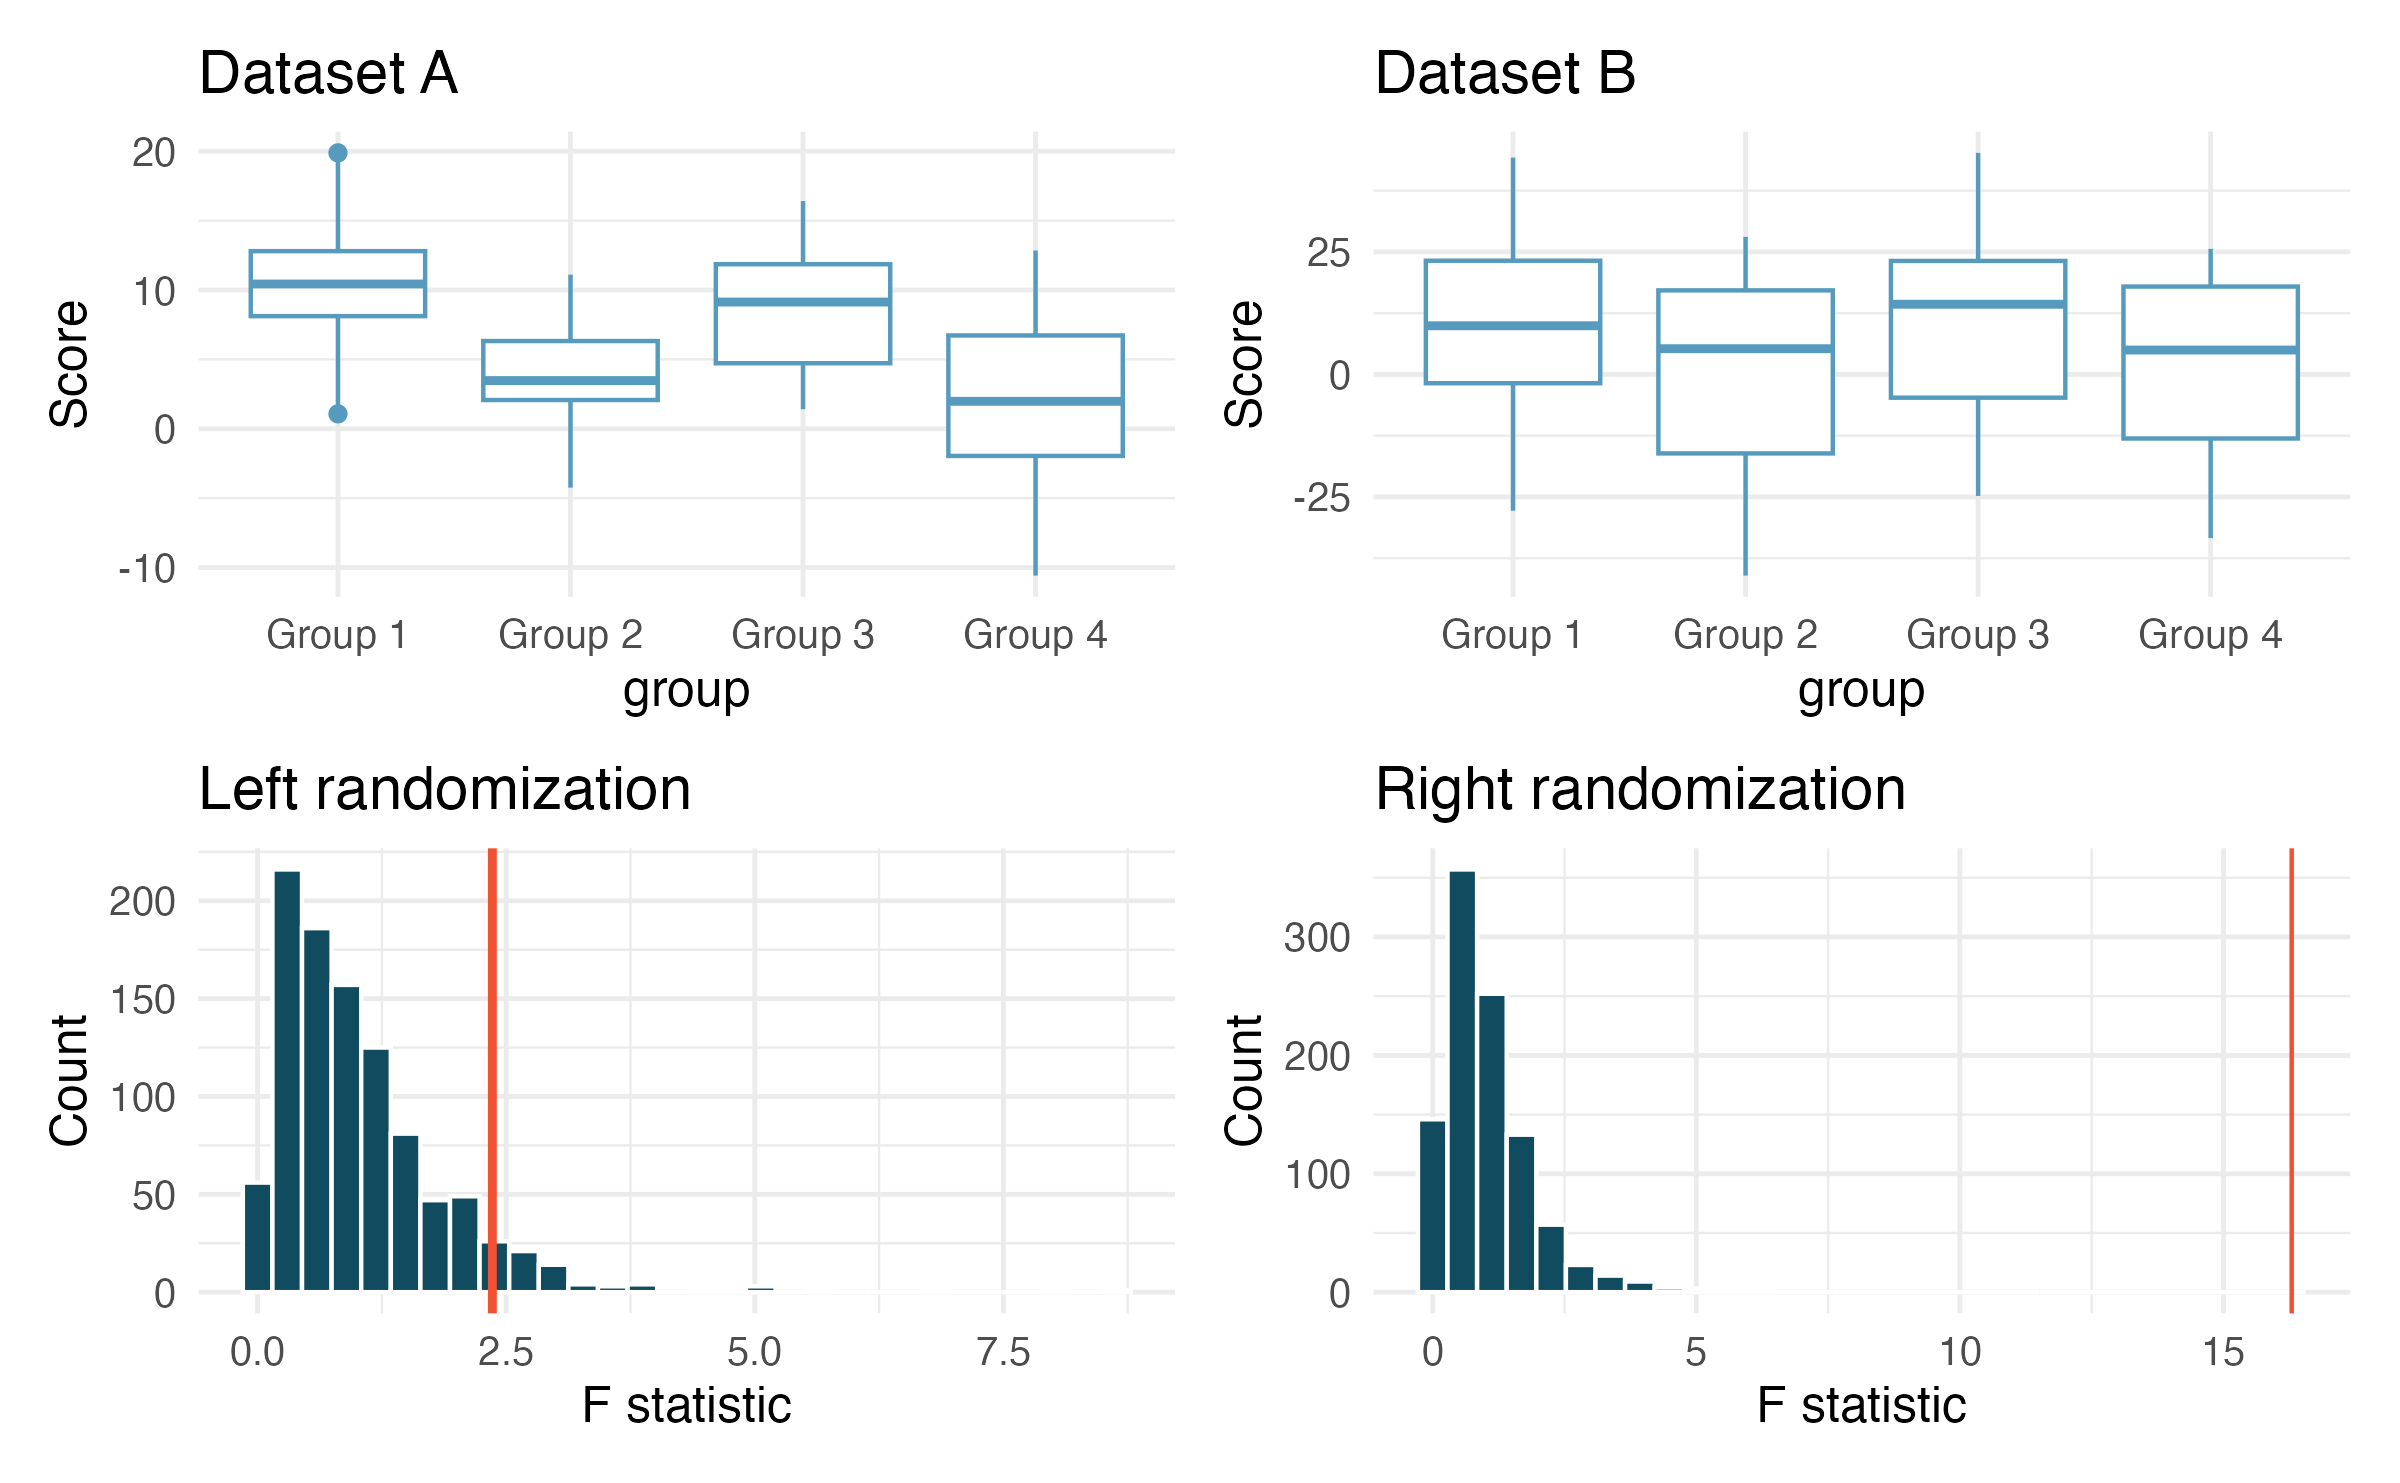 Dataset A
Score
20
10
0
-10
Group 1 Group 2 Group 3 Group 4
group
Dataset B
Score
25
0
-25
Group 1 Group 2 Group 3 Group 4
group
Left randomization
Count
200
150
100
50
0
0.0 2.5 5.0 7.5
F statistic
Right randomization
Count
300
200
100
0
0 5 10 15
F statistic